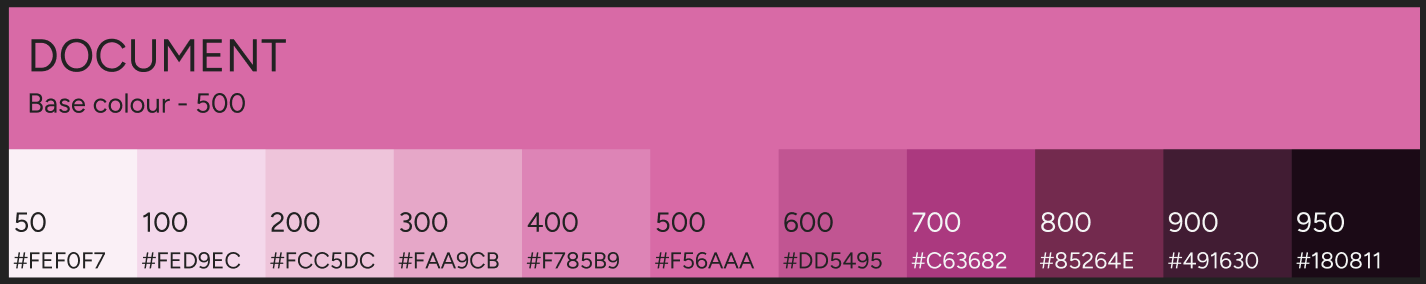 DOCUMENT
Base colour - 500
50
#FEF0F7
100
#FED9EC
200
#FCC5DC
300
#FAA9CB
400
#F785B9
500
#F56AAA
600
#DD5495
700
#C63682
800
#85264E
900
#491630
950
#180811